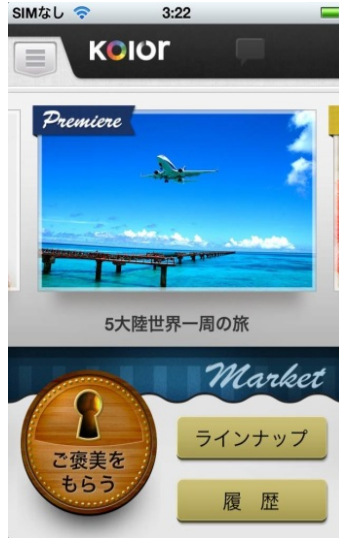 SIMなし 3:22
KOlOr
Premiere
5大陸世界一周の旅
Market
ご褒美を
もらう
ラインナップ
履 歴